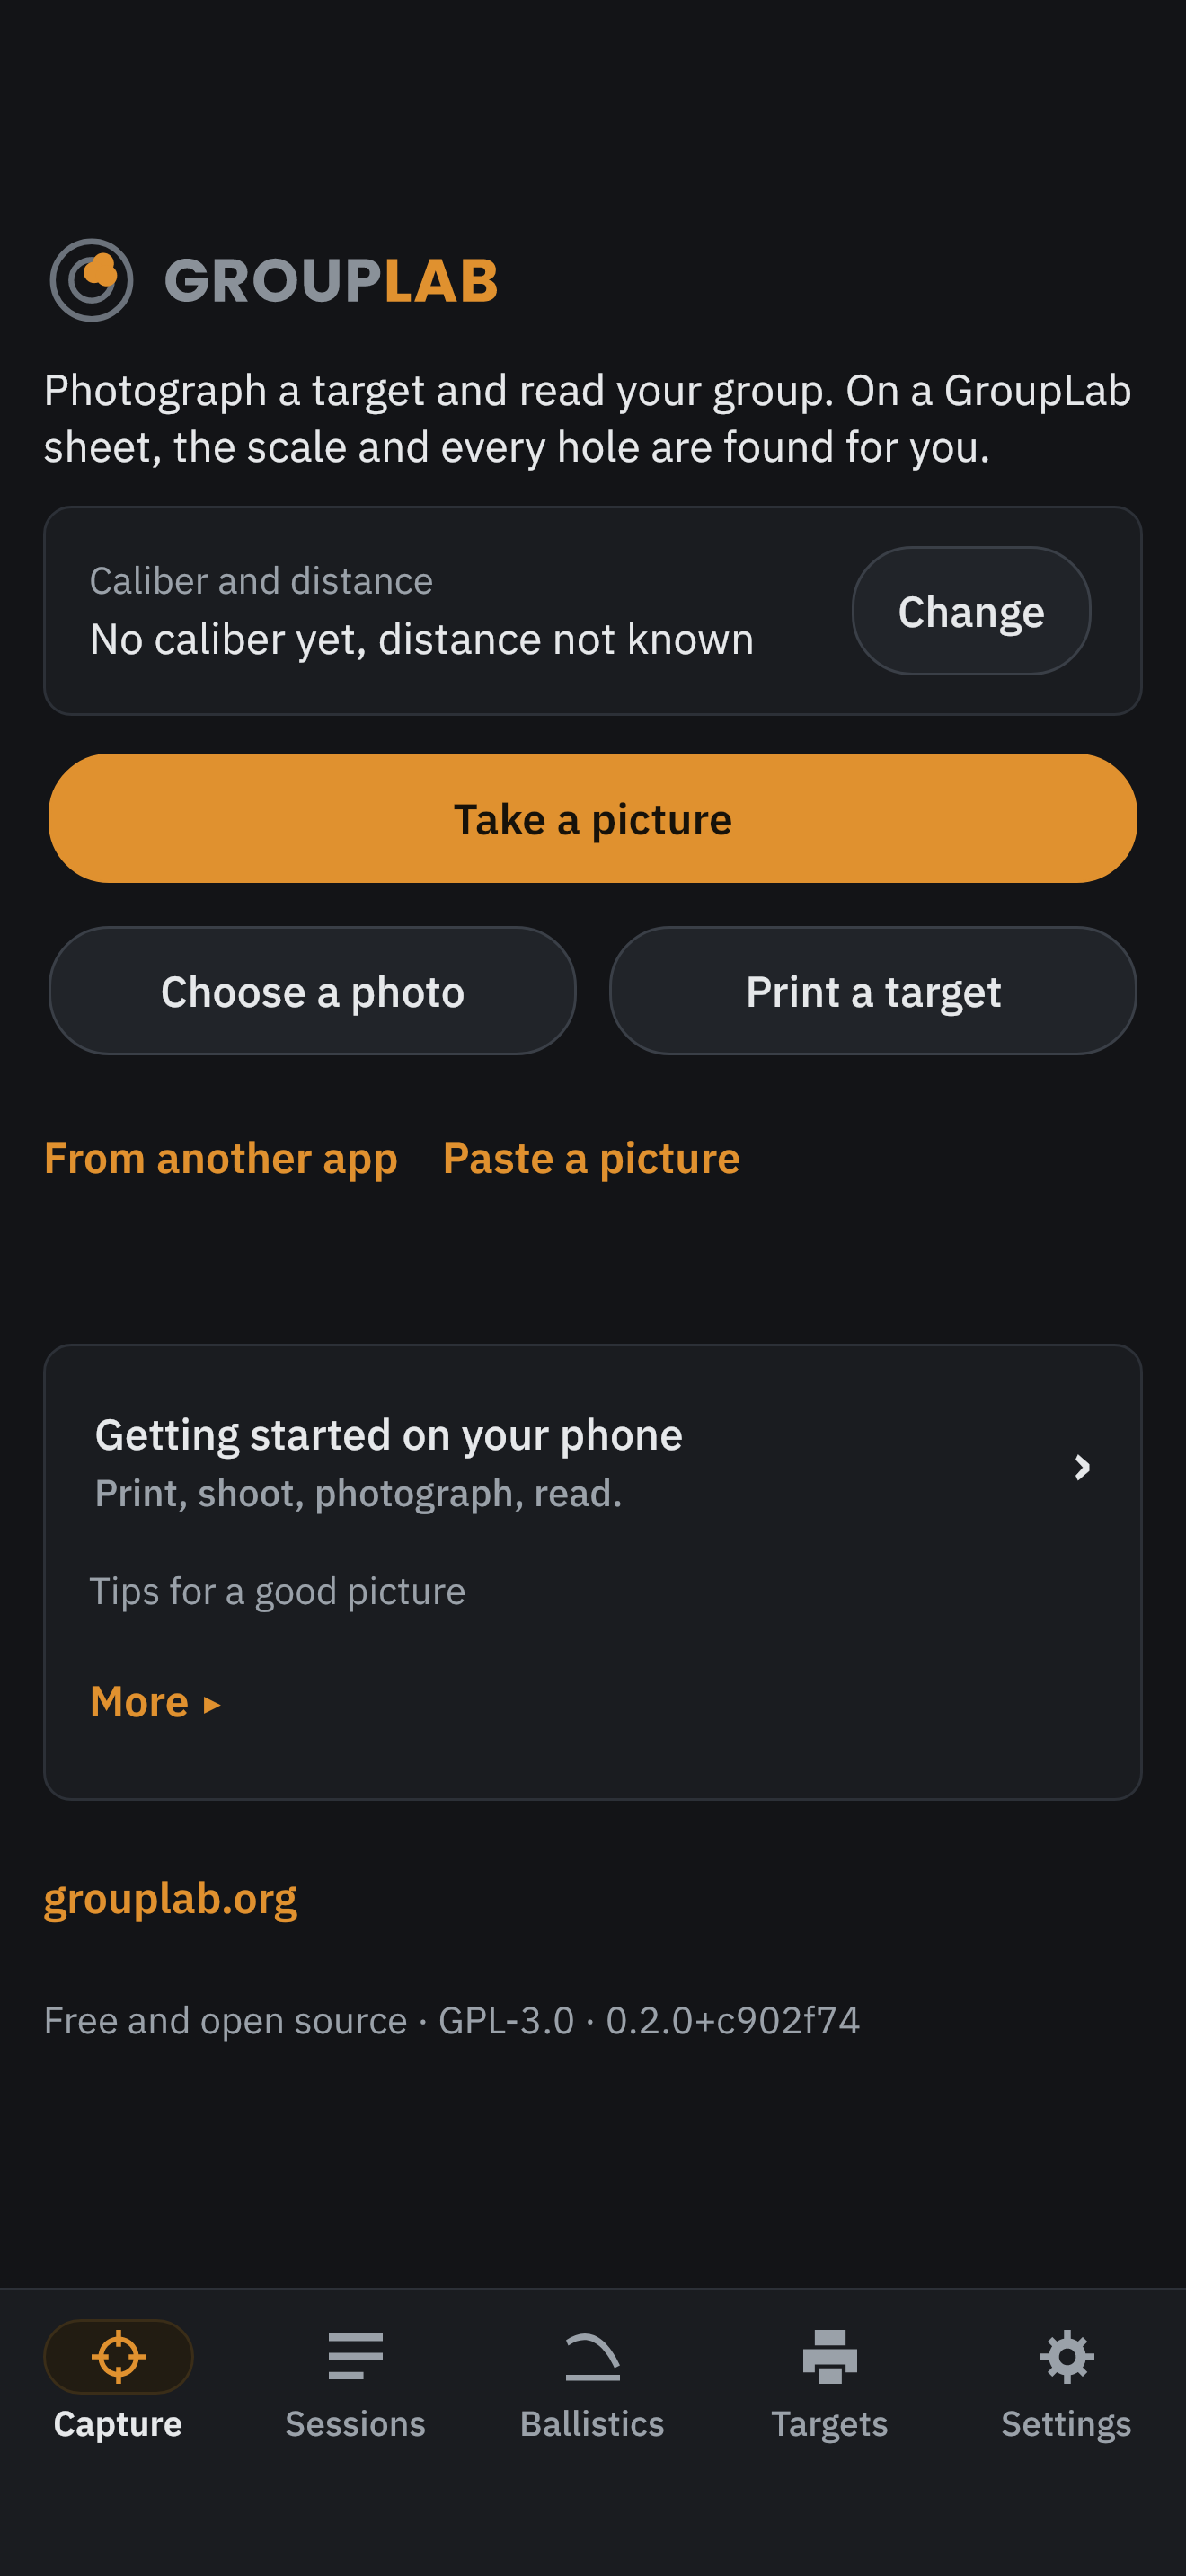 GROUPLAB
Photograph a target and read your group. On a GroupLab
sheet, the scale and every hole are found for you.
Caliber and distance
No caliber yet, distance not known
Change
Take a picture
Choose a photo
Print a target
From another app
Paste a picture
Getting started on your phone
Print, shoot, photograph, read.
›
Tips for a good picture
More ▸
grouplab.org
Free and open source · GPL-3.0 · 0.2.0+c902f74
Capture
Sessions
Ballistics
Targets
Settings